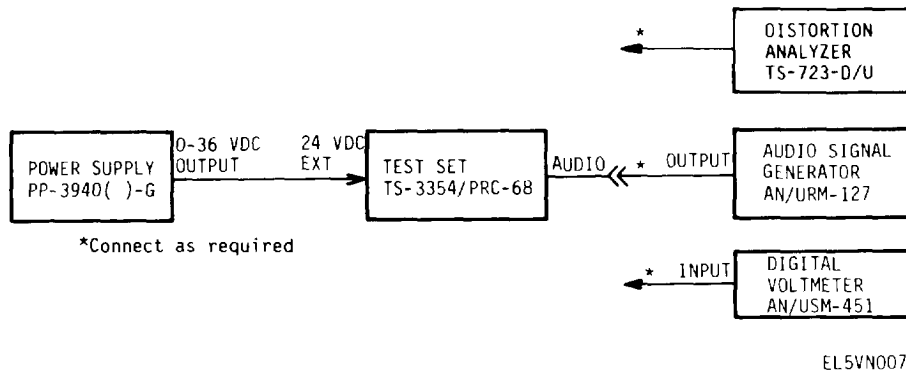 DISTORTION
ANALYZER
TS-723-D/U
*
POWER SUPPLY
PP-3940( )-G
0-36 VDC
OUTPUT
24 VDC
EXT
TEST SET
TS-3354/PRC-68
AUDIO
* OUTPUT
AUDIO SIGNAL
GENERATOR
AN/URM-127
*Connect as required
* INPUT
DIGITAL
VOLTMETER
AN/USM-451
EL5VN007